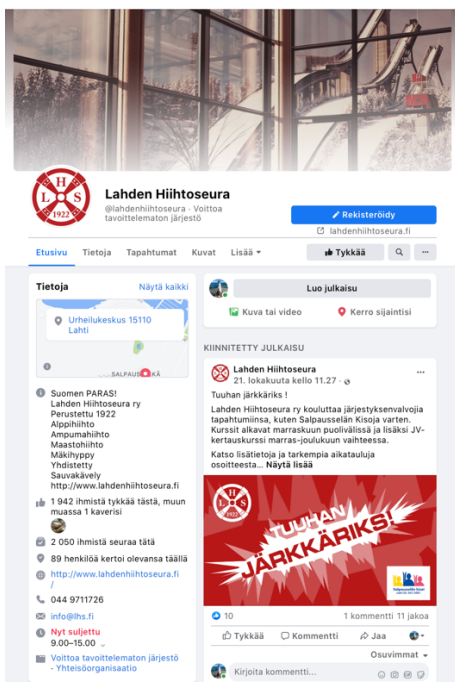 L H S
1922
Lahden Hiihtoseura
@lahdenhiihtoseura · Voittoa
tavoittelematon järjestö
Rekisteröidy
lahdenhiihtoseura.fi
Etusivu Tietoja Tapahtumat Kuvat Lisää
Tykkää
Tietoja Näytä kaikki
Urheilukeskus 15110
Lahti
SALPAUS KÄ
Suomen PARAS!
Lahden Hiihtoseura ry
Perustettu 1922
Alppihiihto
Ampumahiihto
Maastohiihto
Mäkihyppy
Yhdistetty
Sauvakävely
http://www.lahdenhiihtoseura.fi
1 942 ihmistä tykkää tästä, muun
muassa 1 kaverisi
2 050 ihmistä seuraa tätä
89 henkilöä kertoi olevansa täällä
http://www.lahdenhiihtoseura.fi
/
044 9711726
info@lhs.fi
Nyt suljettu
9.00–15.00
Voittoa tavoittelematon järjestö
· Yhteisöorganisaatio
Luo julkaisu
Kuva tai video Kerro sijaintisi
KIINNITETTY JULKAISU
Lahden Hiihtoseura
21. lokakuuta kello 11.27 ·
Tuuhan järkkäriks !
Lahden Hiihtoseura ry kouluttaa järjestyksenvalvojia
tapahtumiinsa, kuten Salpausselän Kisoja varten.
Kurssit alkavat marraskuun puolivälissä ja lisäksi JV-
kertauskurssi marras-joulukuun vaihteessa.
Katso lisätietoja ja tarkempia aikatauluja
osoitteesta... Näytä lisää
L H S
1922
TUUHAN
JÄRKKÄRIKS!
Salpausselän Kisat
10 1 kommentti 11 jakoa
Tykkää Kommentti Jaa
Osuvimmat
Kirjoita kommentti...